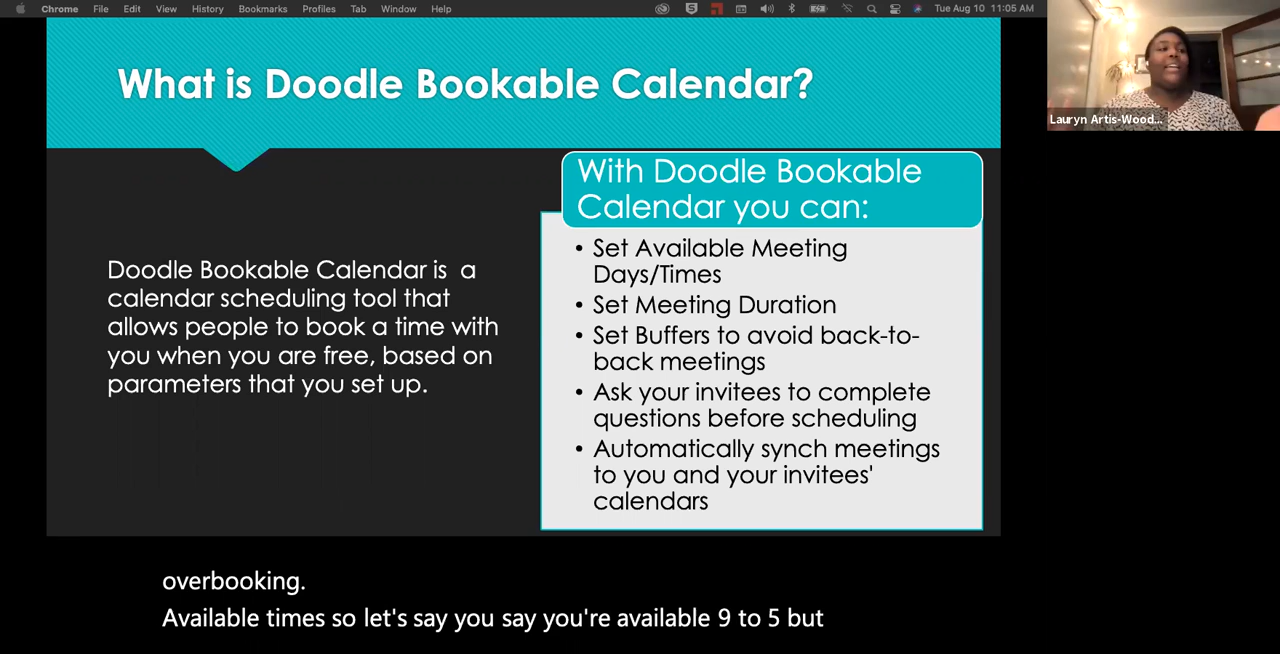 Chrome File Edit View History Bookmarks Profiles Tab Window Help Tue Aug 10 11:05 AM
What is Doodle Bookable Calendar?
Lauryn Artis-Wood...
With Doodle Bookable
Calendar you can:
Doodle Bookable Calendar is a
calendar scheduling tool that
allows people to book a time with
you when you are free, based on
parameters that you set up.
• Set Available Meeting
Days/Times
• Set Meeting Duration
• Set Buffers to avoid back-to-
back meetings
• Ask your invitees to complete
questions before scheduling
• Automatically synch meetings
to you and your invitees'
calendars
overbooking.
Available times so let's say you say you're available 9 to 5 but